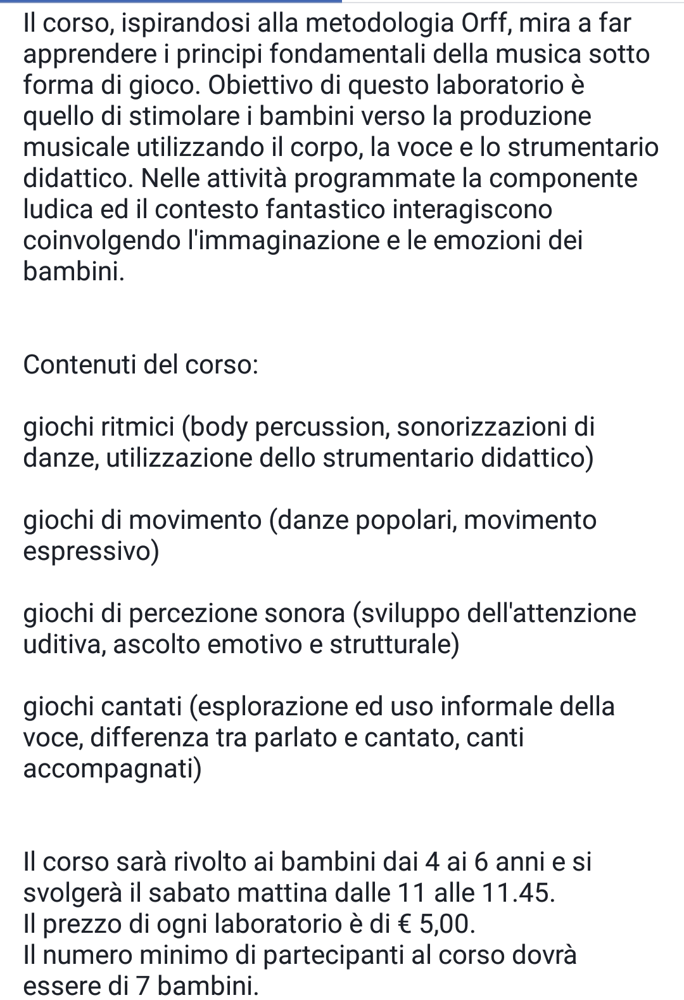 Il corso, ispirandosi alla metodologia Orff, mira a far
apprendere i principi fondamentali della musica sotto
forma di gioco. Obiettivo di questo laboratorio è
quello di stimolare i bambini verso la produzione
musicale utilizzando il corpo, la voce e lo strumentario
didattico. Nelle attività programmate la componente
ludica ed il contesto fantastico interagiscono
coinvolgendo l'immaginazione e le emozioni dei
bambini.
Contenuti del corso:
giochi ritmici (body percussion, sonorizzazioni di
danze, utilizzazione dello strumentario didattico)
giochi di movimento (danze popolari, movimento
espressivo)
giochi di percezione sonora (sviluppo dell'attenzione
uditiva, ascolto emotivo e strutturale)
giochi cantati (esplorazione ed uso informale della
voce, differenza tra parlato e cantato, canti
accompagnati)
Il corso sarà rivolto ai bambini dai 4 ai 6 anni e si
svolgerà il sabato mattina dalle 11 alle 11.45.
Il prezzo di ogni laboratorio è di € 5,00.
Il numero minimo di partecipanti al corso dovrà
essere di 7 bambini.